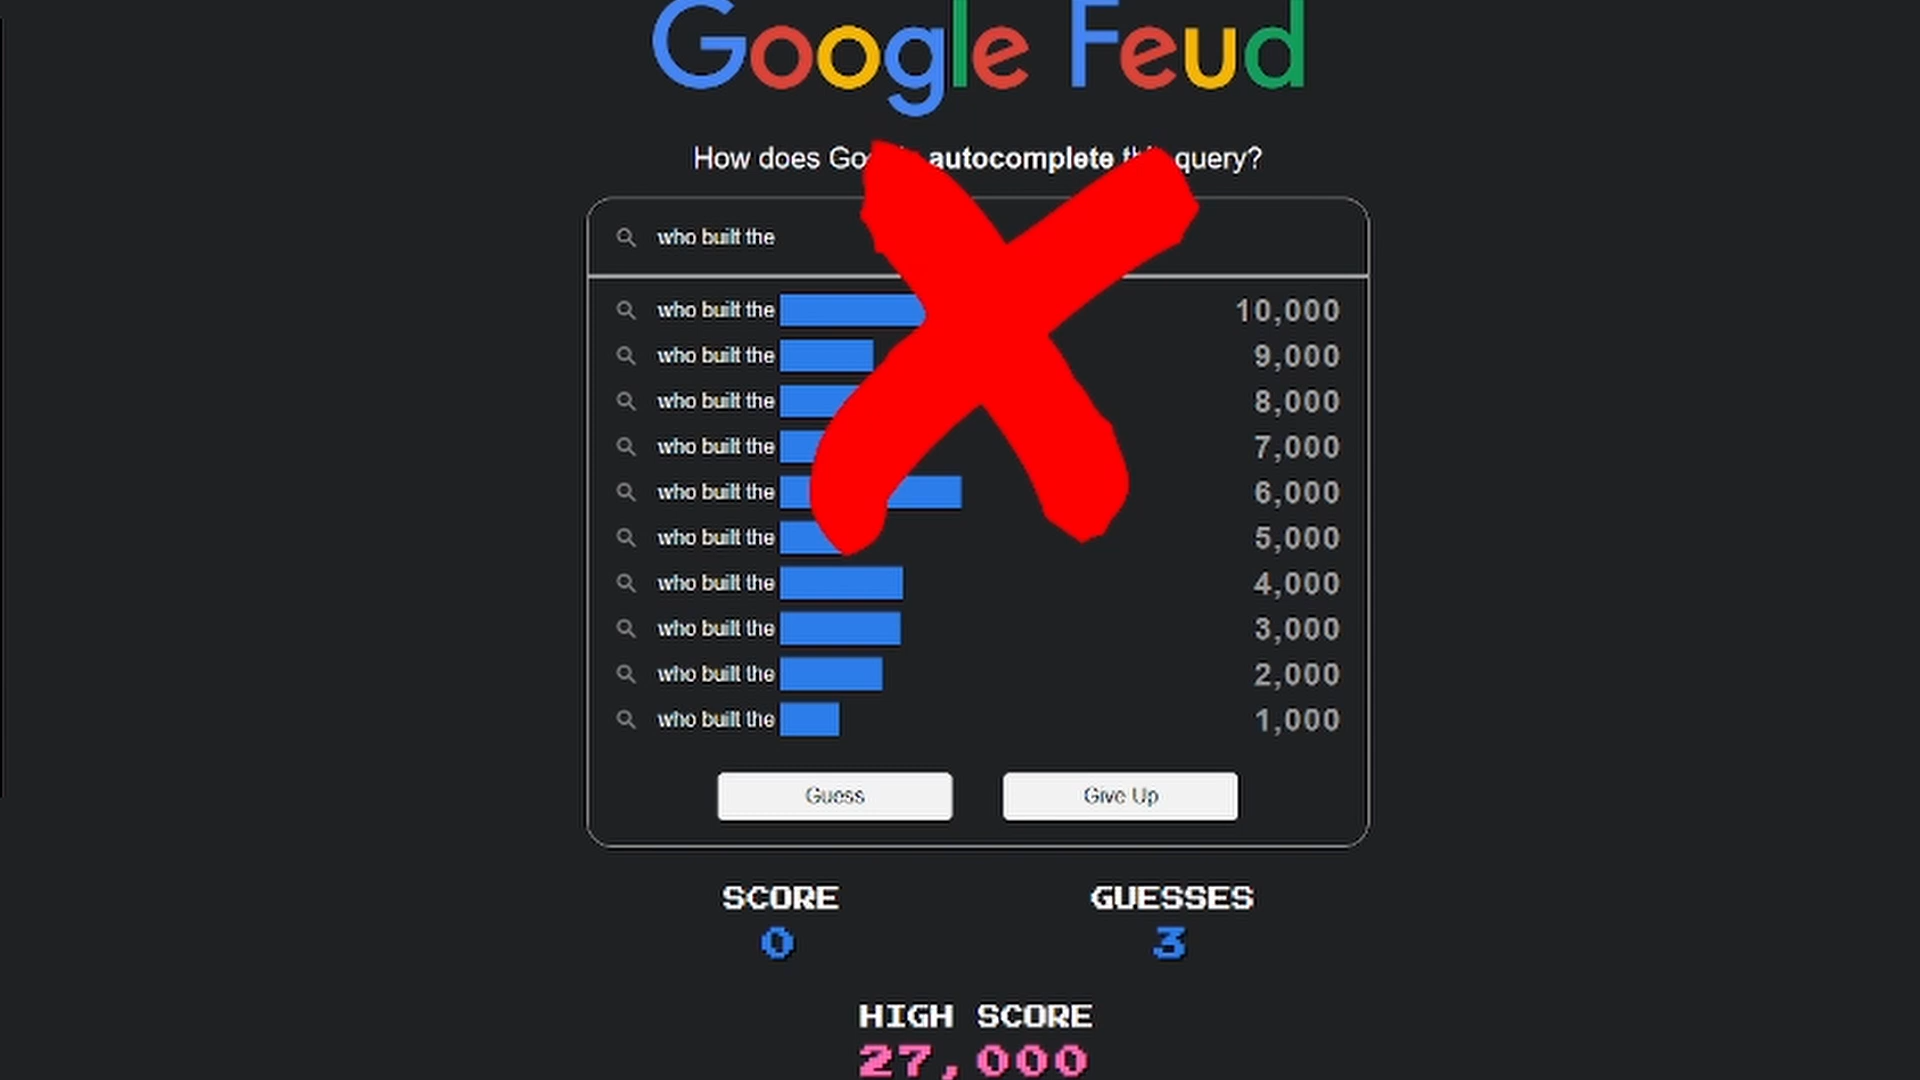 Google Feud
How does Go autocomplete query?
who built the
who built the 10,000
who built the 9,000
who built the 8,000
who built the 7,000
who built the 6,000
who built the 5,000
who built the 4,000
who built the 3,000
who built the 2,000
who built the 1,000
Guess Give Up
SCORE GUESSES
0 3
HIGH SCORE
27,000